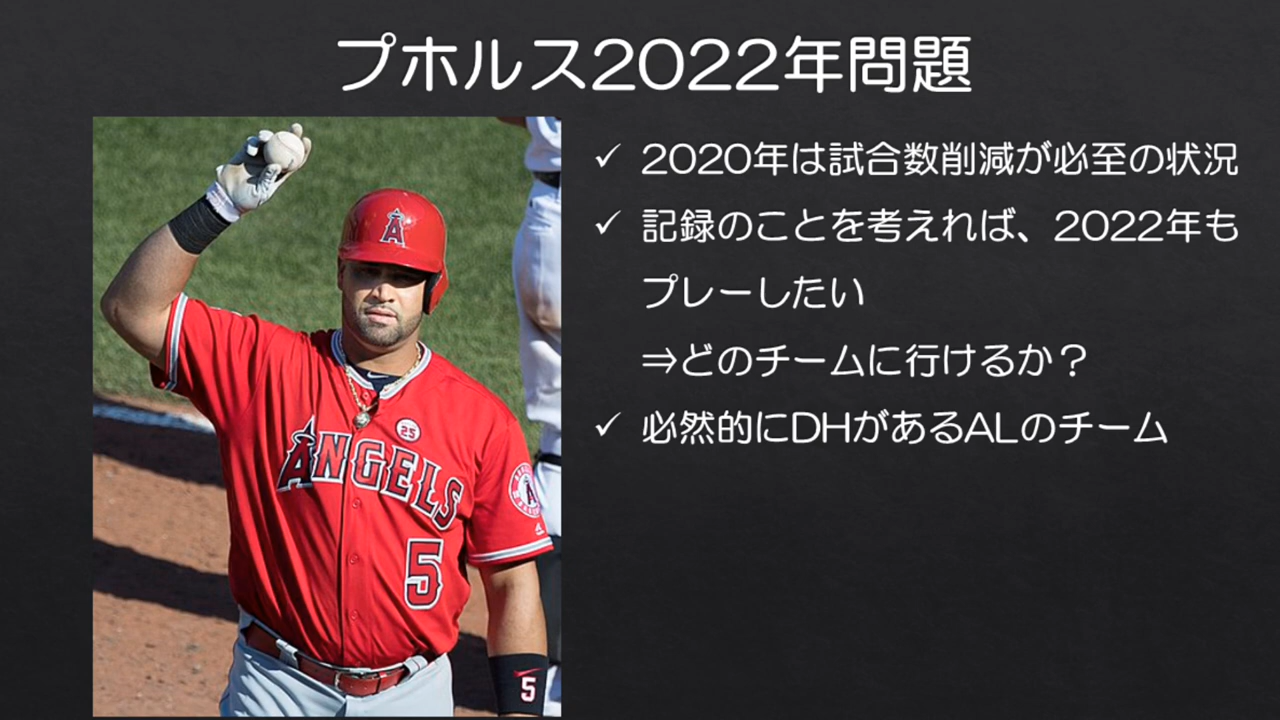 プホルス2022年問題
✓ 2020年は試合数削減が必至の状況
✓ 記録のことを考えれば、2022年も
プレーしたい
⇒どのチームに行けるか？
✓ 必然的にDHがあるALのチーム
A
25
ANGELS
5
A
5